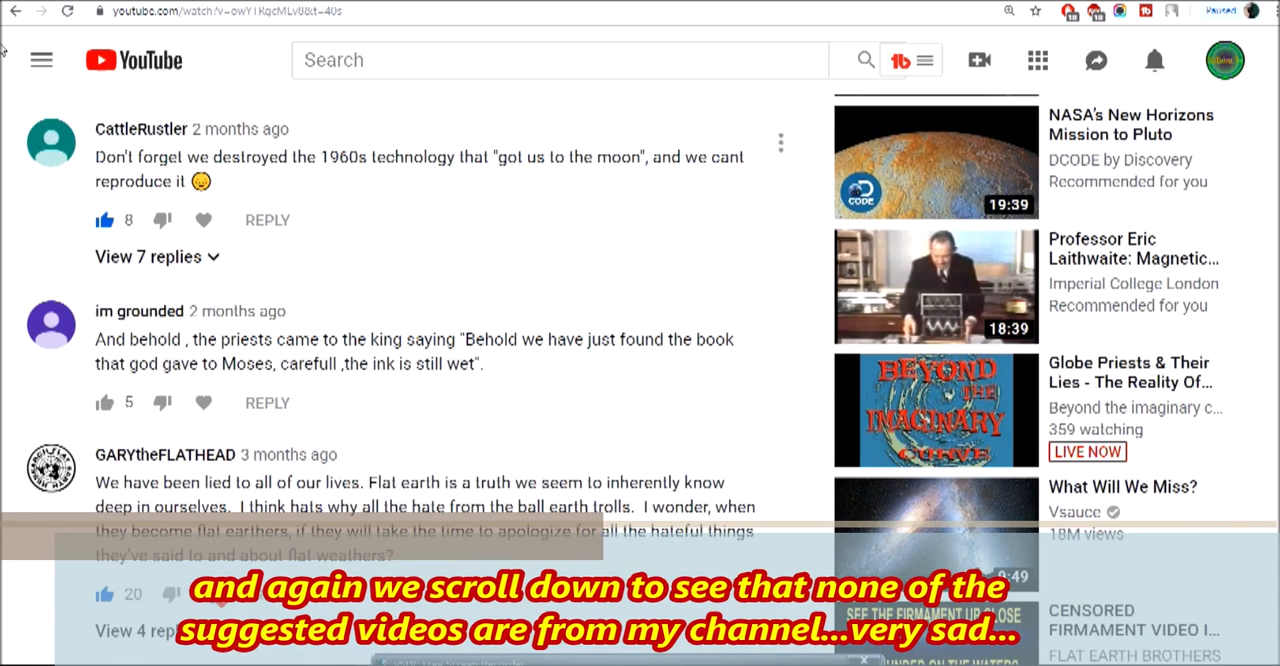 youtube.com/watch?v=owYTRqcMLv8&t=40s
Paused
YouTube
Search
CattleRustler 2 months ago
Don't forget we destroyed the 1960s technology that "got us to the moon", and we cant
reproduce it
8
REPLY
View 7 replies
im grounded 2 months ago
And behold , the priests came to the king saying "Behold we have just found the book
that god gave to Moses, carefull ,the ink is still wet".
5
REPLY
GARYtheFLATHEAD 3 months ago
We have been lied to all of our lives. Flat earth is a truth we seem to inherently know
deep in ourselves. I think hats why all the hate from the ball earth trolls. I wonder, when
they become flat earthers, if they will take the time to apologize for all the hateful things
they've said to and about flat weathers?
20
View 4 repl
and again we scroll down to see that none of the
suggested videos are from my channel...very sad...
CODE
19:39
NASA's New Horizons
Mission to Pluto
DCODE by Discovery
Recommended for you
18:39
Professor Eric
Laithwaite: Magnetic...
Imperial College London
Recommended for you
BEYOND
THE
IMAGINARY
CURVE
Globe Priests & Their
Lies - The Reality Of...
Beyond the imaginary c...
359 watching
LIVE NOW
9:49
What Will We Miss?
Vsauce
18M views
SEE THE FIRMAMENT UP CLOSE
CENSORED
FIRMAMENT VIDEO I...
FLAT EARTH BROTHERS